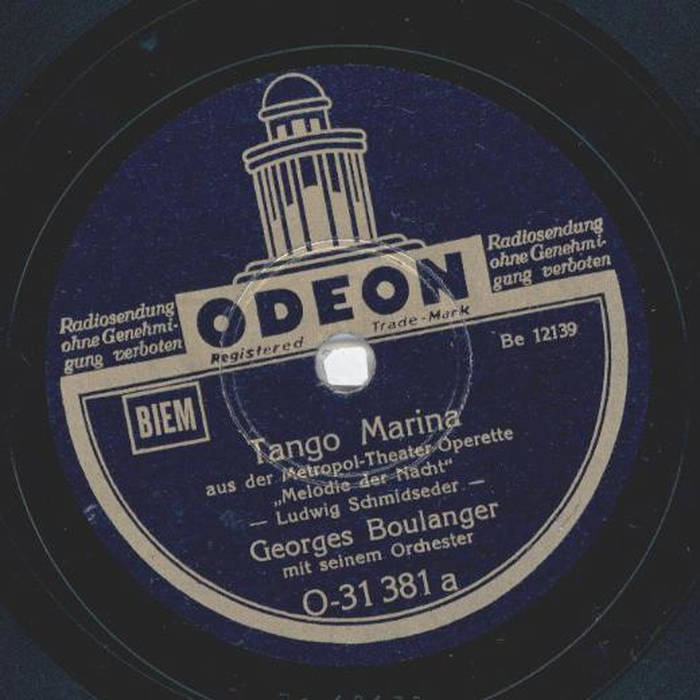 Radiosendung
ohne Genehmi-
gung verboten
ODEON
Registered Trade-Mark
Radiosendung
ohne Genehmi-
gung verboten
BIEM
Be 12139
Tango Marina
aus der Metropol-Theater-Operette
„Melodie der Nacht“
— Ludwig Schmidseder —
Georges Boulanger
mit seinem Orchester
O-31 381 a